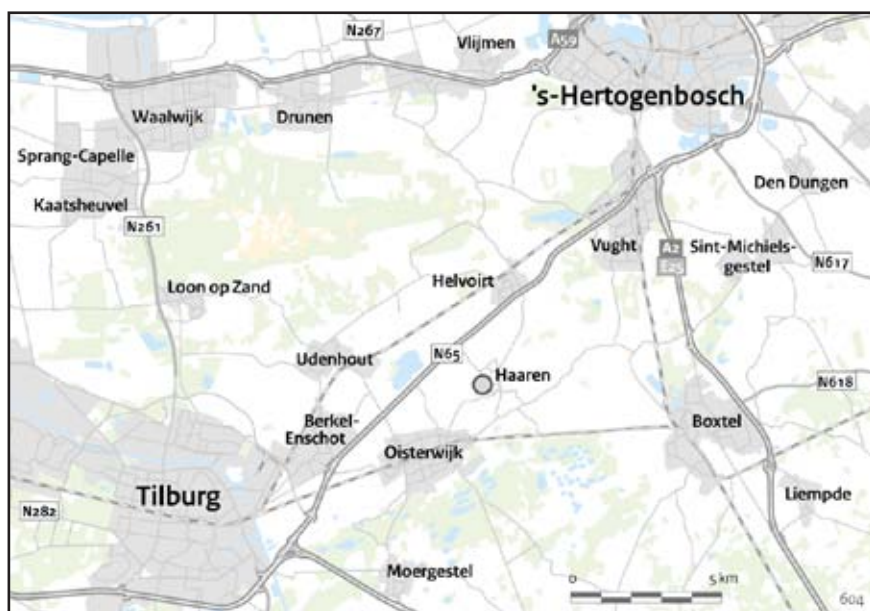 N267
Vlijmen
A59
's-Hertogenbosch
Waalwijk
Drunen
Sprang-Capelle
Den Dungen
Kaatsheuvel
N261
Vught
A2
E25
Sint-Michiels-
gestel
N617
Loon op Zand
Helvoirt
Udenhout
N65
Haaren
N618
Berkel-
Enschot
Oisterwijk
Boxtel
Tilburg
Liempde
N282
Moergestel
0
5 km
604